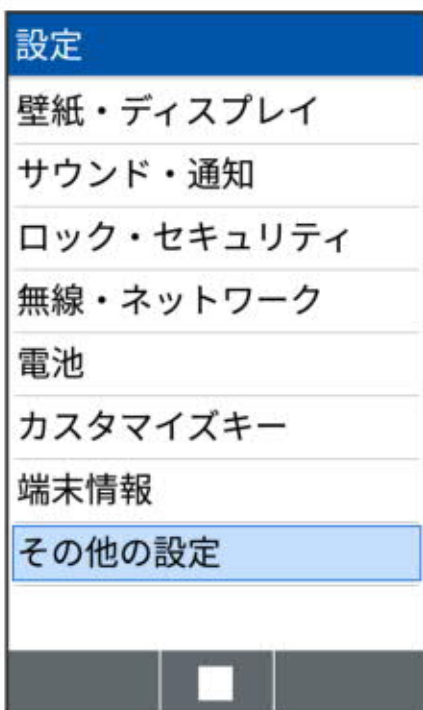 設定
壁紙・ディスプレイ
サウンド・通知
ロック・セキュリティ
無線・ネットワーク
電池
カスタマイズキー
端末情報
その他の設定